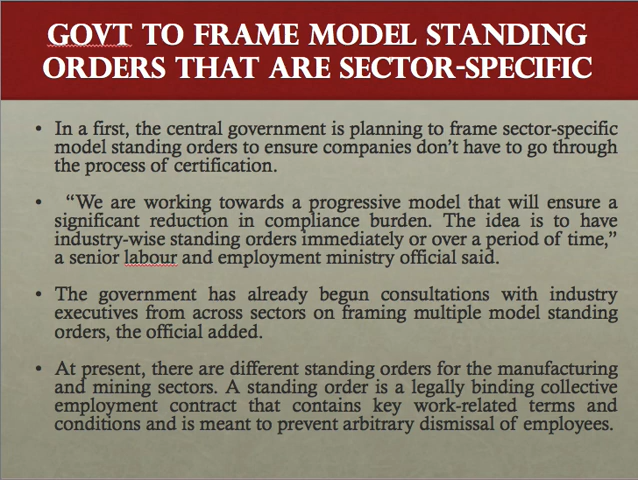 GOVT TO FRAME MODEL STANDING
ORDERS THAT ARE SECTOR-SPECIFIC
• In a first, the central government is planning to frame sector-specific
model standing orders to ensure companies don't have to go through
the process of certification.
• “We are working towards a progressive model that will ensure a
significant reduction in compliance burden. The idea is to have
industry-wise standing orders immediately or over a period of time,”
a senior labour and employment ministry official said.
• The government has already begun consultations with industry
executives from across sectors on framing multiple model standing
orders, the official added.
• At present, there are different standing orders for the manufacturing
and mining sectors. A standing order is a legally binding collective
employment contract that contains key work-related terms and
conditions and is meant to prevent arbitrary dismissal of employees.